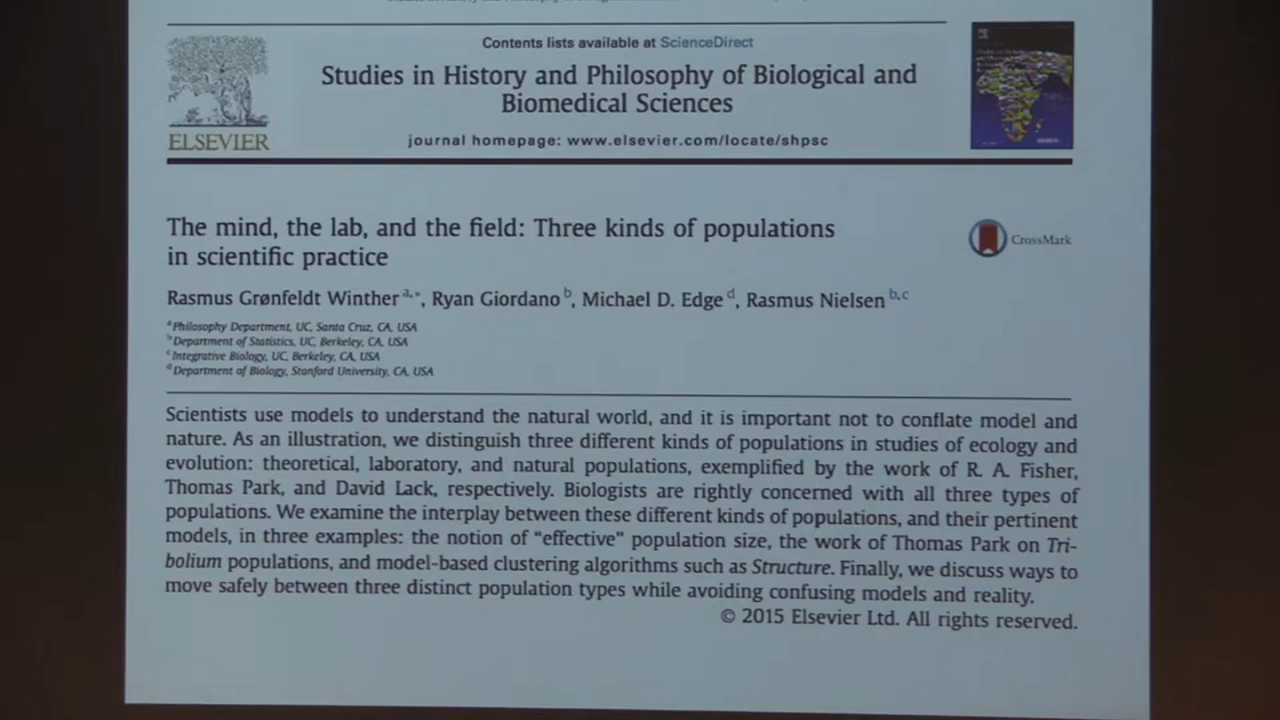 Contents lists available at ScienceDirect
Studies in History and Philosophy of Biological and
Biomedical Sciences
journal homepage: www.elsevier.com/locate/shpsc
ELSEVIER
The mind, the lab, and the field: Three kinds of populations
in scientific practice
CrossMark
Rasmus Grønfeldt Winther a,*, Ryan Giordano b, Michael D. Edge d, Rasmus Nielsen b,c
a Philosophy Department, UC, Santa Cruz, CA, USA
b Department of Statistics, UC, Berkeley, CA, USA
c Integrative Biology, UC, Berkeley, CA, USA
d Department of Biology, Stanford University, CA, USA
Scientists use models to understand the natural world, and it is important not to conflate model and
nature. As an illustration, we distinguish three different kinds of populations in studies of ecology and
evolution: theoretical, laboratory, and natural populations, exemplified by the work of R. A. Fisher,
Thomas Park, and David Lack, respectively. Biologists are rightly concerned with all three types of
populations. We examine the interplay between these different kinds of populations, and their pertinent
models, in three examples: the notion of “effective” population size, the work of Thomas Park on Tri-
bolium populations, and model-based clustering algorithms such as Structure. Finally, we discuss ways to
move safely between three distinct population types while avoiding confusing models and reality.
© 2015 Elsevier Ltd. All rights reserved.